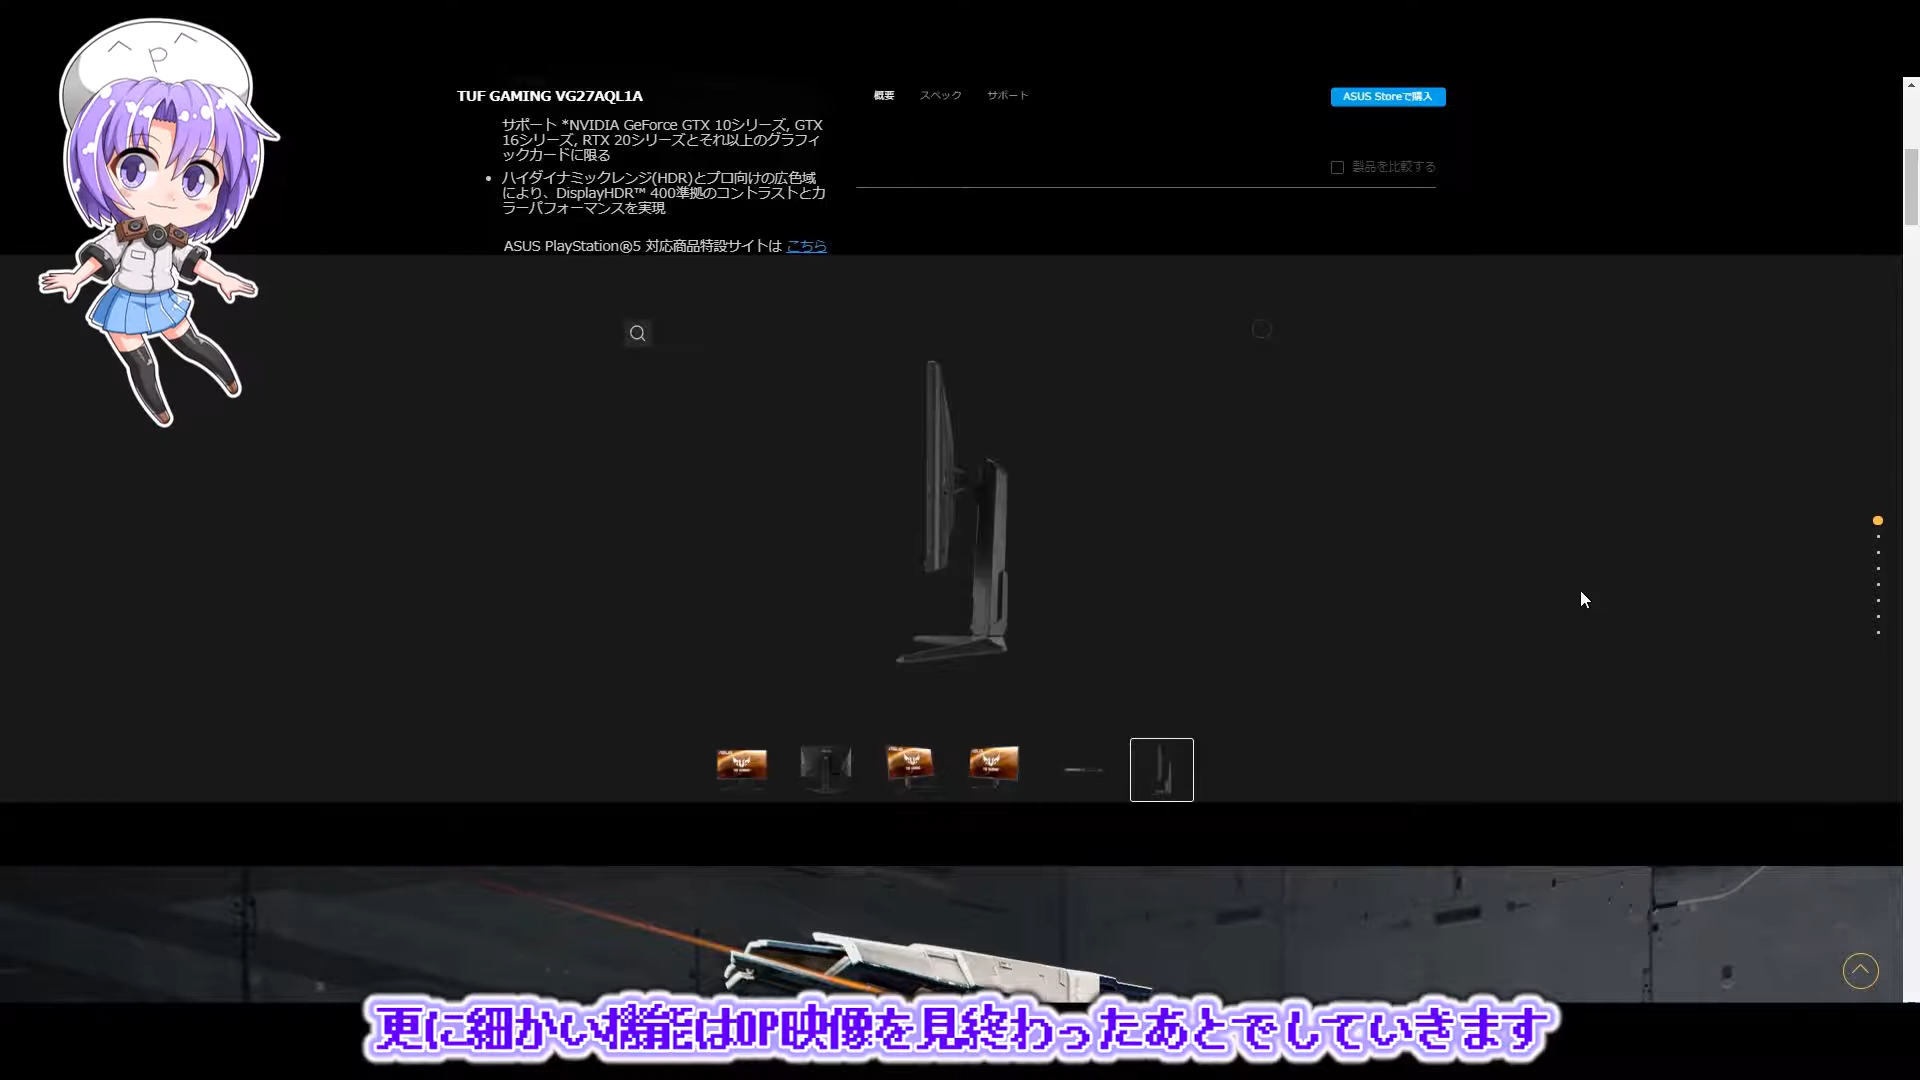 TUF GAMING VG27AQL1A
概要
スペック
サポート
ASUS Storeで購入
サポート *NVIDIA GeForce GTX 10シリーズ, GTX
16シリーズ, RTX 20シリーズとそれ以上のグラフィ
ックカードに限る
製品を比較する
ハイダイナミックレンジ(HDR)とプロ向けの広色域
により、DisplayHDR™ 400準拠のコントラストとカ
ラーパフォーマンスを実現
ASUS PlayStation®5 対応商品特設サイトは こちら
更に細かい機能はOP映像を見終わったあとでしていきます